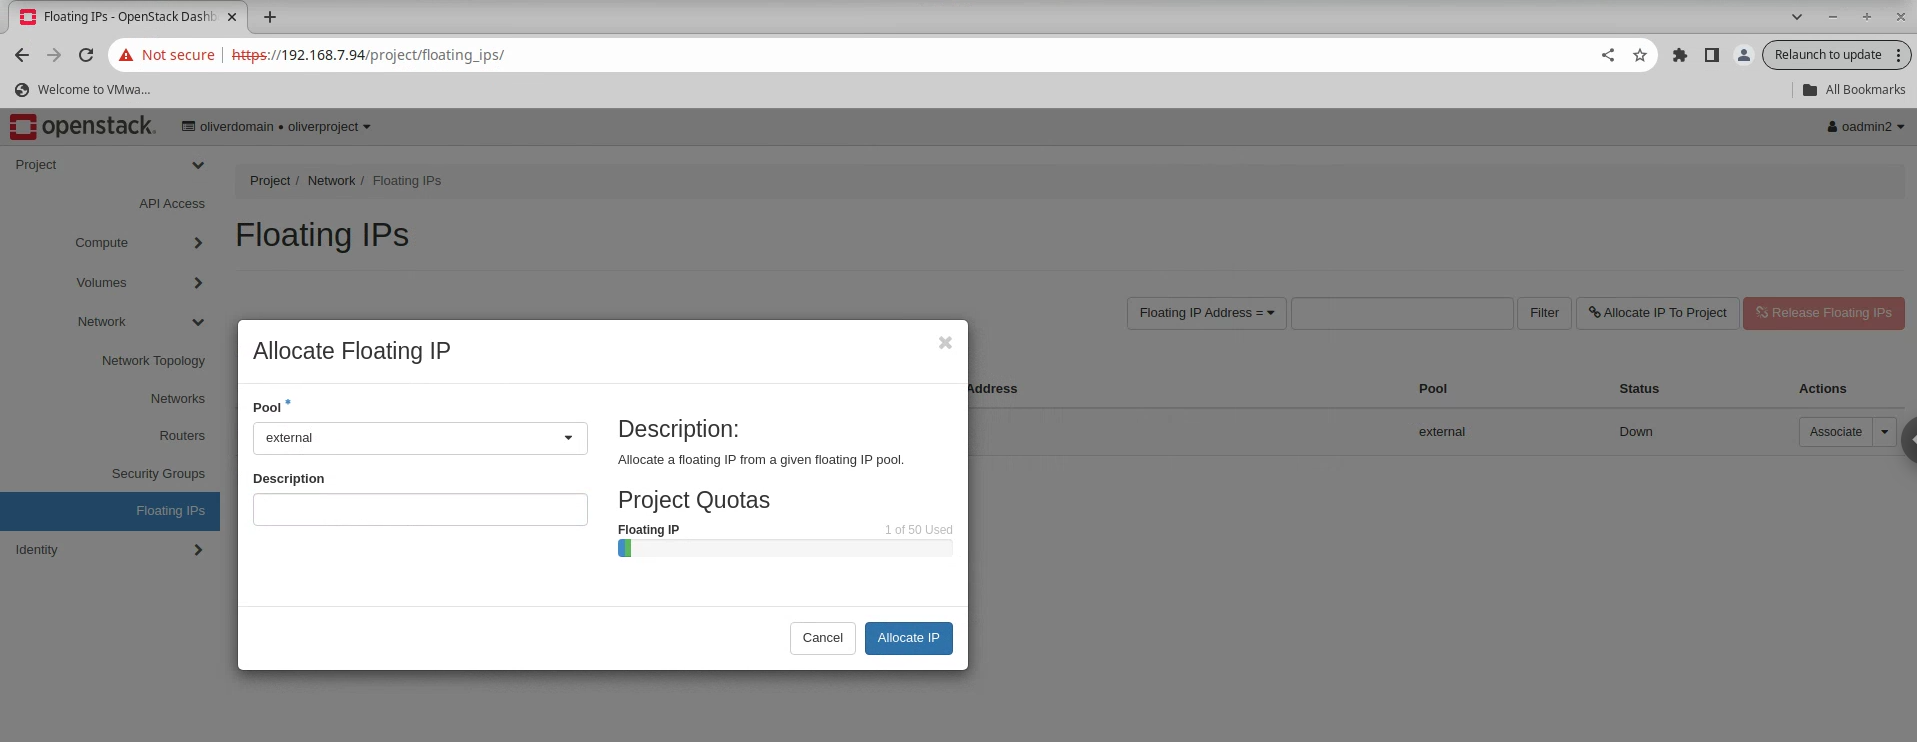 Floating IPs - OpenStack Dashb
Not secure | https://192.168.7.94/project/floating_ips/
Relaunch to update
Welcome to VMwa...
All Bookmarks
openstack.
oliverdomain • oliverproject
oadmin2
Project
API Access
Compute
Volumes
Network
Network Topology
Networks
Routers
Security Groups
Floating IPs
Identity
Project / Network / Floating IPs
Floating IPs
Floating IP Address =
Filter
Allocate IP To Project
Release Floating IPs
Address
Pool
Status
Actions
external
Down
Associate
Allocate Floating IP
Pool *
external
Description
Description:
Allocate a floating IP from a given floating IP pool.
Project Quotas
Floating IP
1 of 50 Used
Cancel
Allocate IP